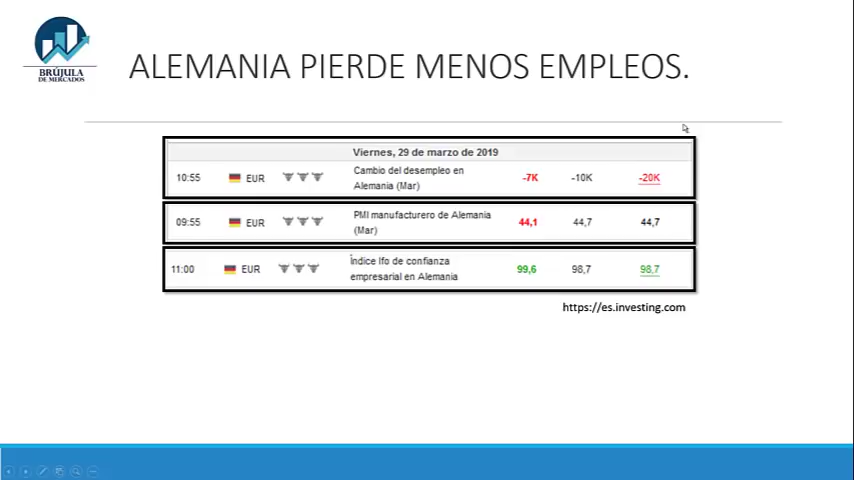 BRÚJULA
DE MERCADOS
ALEMANIA PIERDE MENOS EMPLEOS.
Viernes, 29 de marzo de 2019
10:55 EUR Cambio del desempleo en Alemania (Mar) -7K -10K -20K
09:55 EUR PMI manufacturero de Alemania (Mar) 44,1 44,7 44,7
11:00 EUR Índice Ifo de confianza empresarial en Alemania 99,6 98,7 98,7
https://es.investing.com